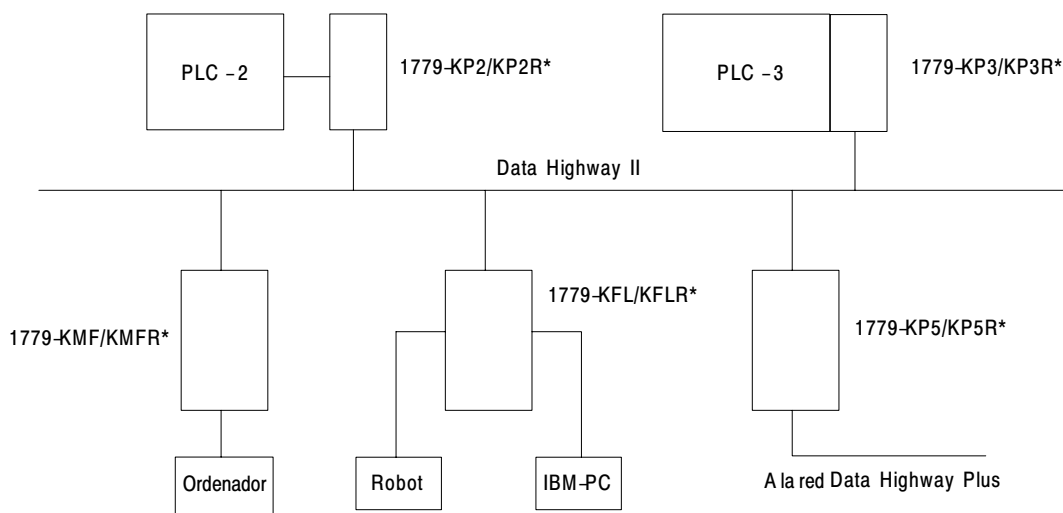 PLC - 2
1779-KP2/KP2R*
PLC - 3
1779-KP3/KP3R*
Data Highway II
1779-KMF/KMFR*
1779-KFL/KFLR*
1779-KP5/KP5R*
Ordenador
Robot
IBM-PC
A la red Data Highway Plus